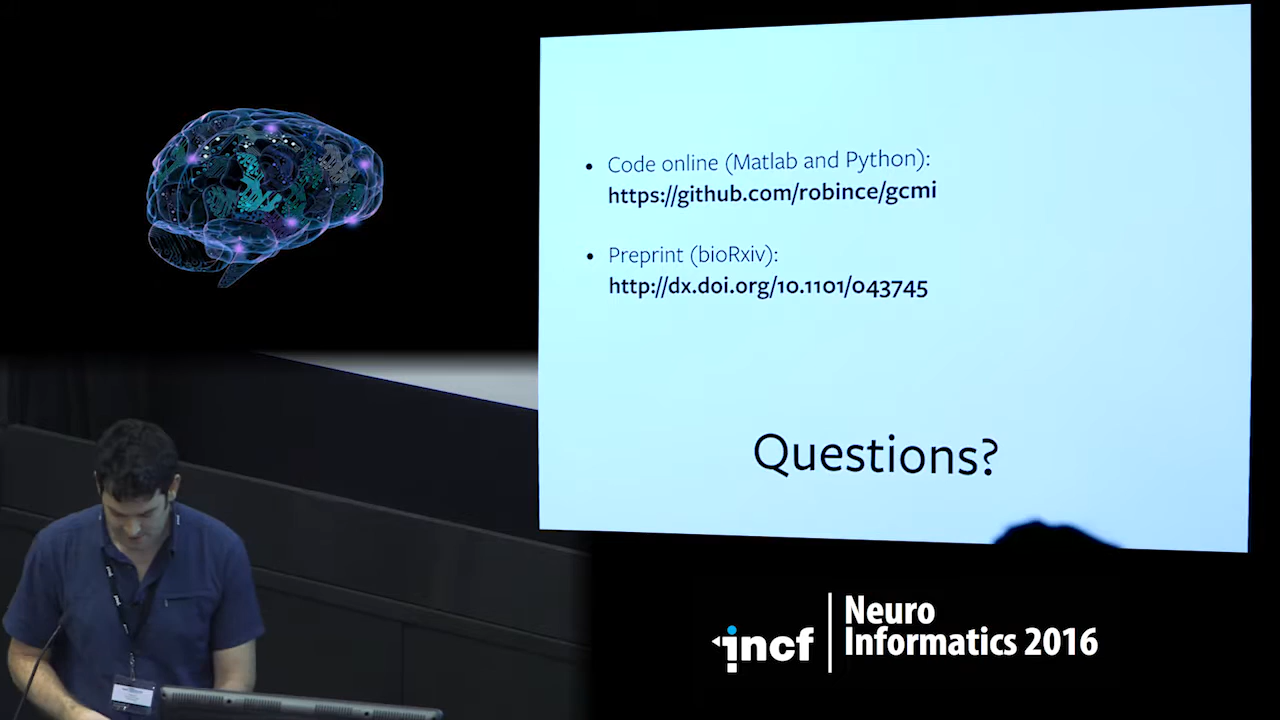 • Code online (Matlab and Python):
https://github.com/robince/gcmi
• Preprint (bioRxiv):
http://dx.doi.org/10.1101/043745
Questions?
incf
Neuro
Informatics 2016